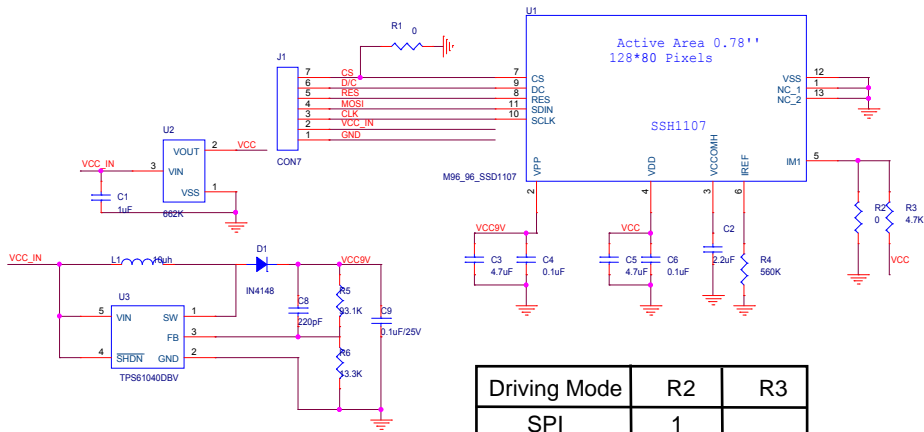 U1
R1 0
Active Area 0.78''
128*80 Pixels
J1
7 CS 7 CS
6 D/C 9 DC
5 RES 8 RES
4 MOSI 11 SDIN
3 CLK 10 SCLK
2 VCC_IN
1 GND
CON7
VSS 12
NC_1 1
NC_2 13
SSH1107
IM1 5
VPP VDD VCCOMH IREF
M96_96_SSD1107
2 4 3 6
U2
VOUT 2 VCC
VCC_IN 3 VIN
VSS 1
662K
C1
1uF
R2
0
R3
4.7K
VCC
VCC9V
C3
4.7uF
C4
0.1uF
VCC
C5
4.7uF
C6
0.1uF
C2
2.2uF
R4
560K
VCC_IN
L1 10uh
D1
IN4148
VCC9V
U3
5 VIN SW 1
FB 3
4 SHDN GND 2
TPS61040DBV
C8
220pF
R5
93.1K
C9
0.1uF/25V
R6
13.3K
Driving Mode R2 R3
SPI 1